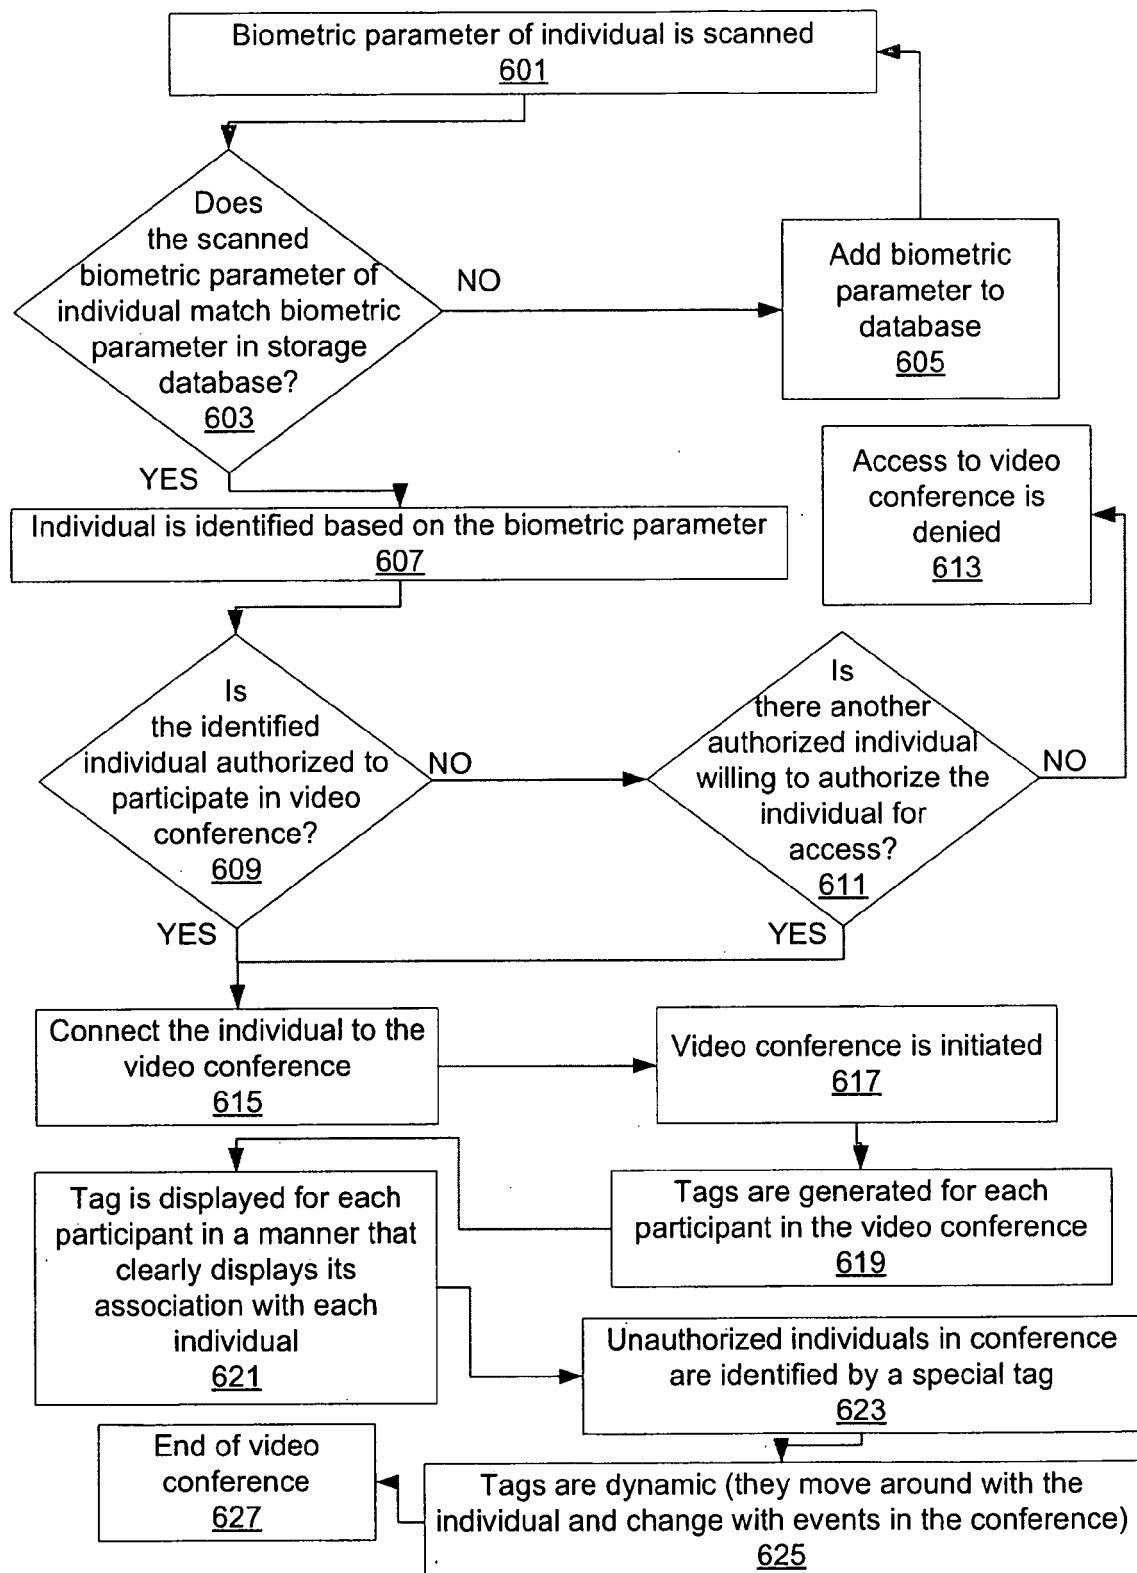 Biometric parameter of individual is scanned
601
Does
the scanned
biometric parameter of
individual match biometric
parameter in storage
database?
603
NO
Add biometric
parameter to
database
605
YES
Individual is identified based on the biometric parameter
607
Access to video
conference is
denied
613
Is
the identified
individual authorized to
participate in video
conference?
609
NO
Is
there another
authorized individual
willing to authorize the
individual for
access?
611
NO
YES
YES
Connect the individual to the
video conference
615
Video conference is initiated
617
Tags are generated for each
participant in the video conference
619
Tag is displayed for each
participant in a manner that
clearly displays its
association with each
individual
621
Unauthorized individuals in conference
are identified by a special tag
623
Tags are dynamic (they move around with the
individual and change with events in the conference)
625
End of video
conference
627